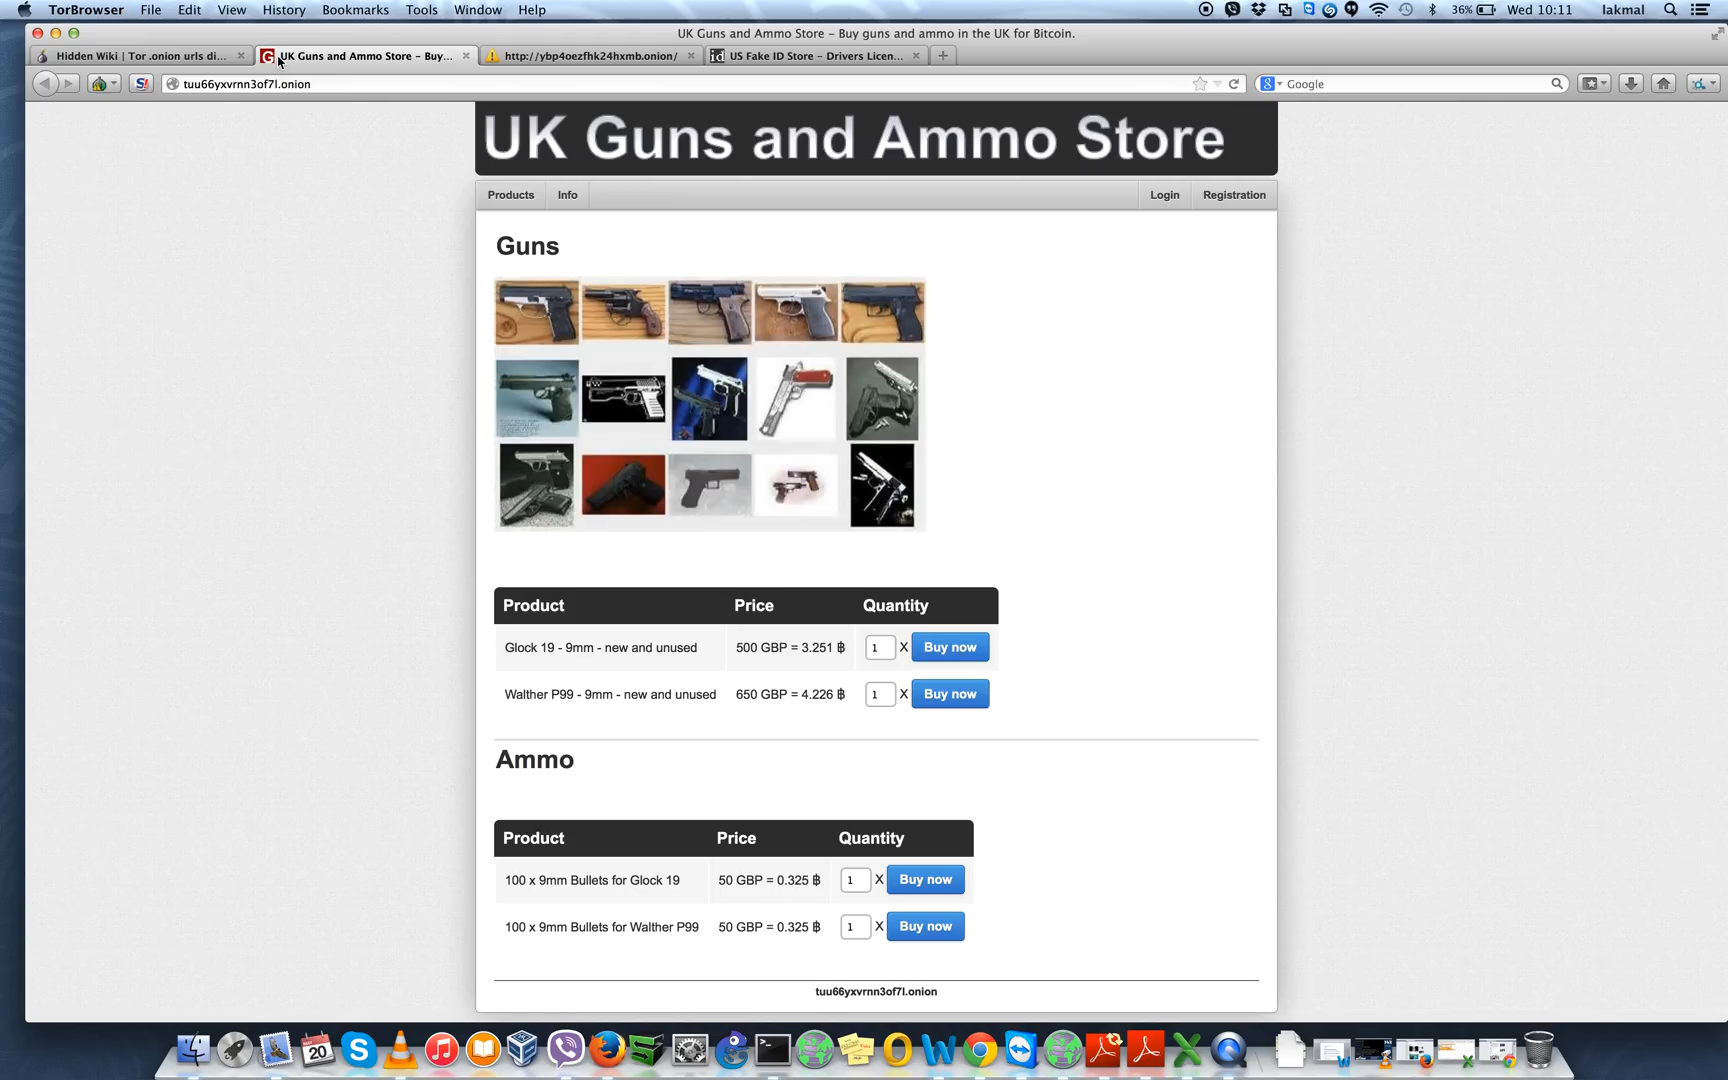 TorBrowser File Edit View History Bookmarks Tools Window Help 36% Wed 10:11 lakmal
UK Guns and Ammo Store – Buy guns and ammo in the UK for Bitcoin.
Hidden Wiki | Tor .onion urls di... UK Guns and Ammo Store – Buy... http://ybp4oezfhk24hxmb.onion/ US Fake ID Store – Drivers Licen...
tuu66yxvrnn3of7l.onion Google
UK Guns and Ammo Store
Products Info Login Registration
Guns
Product Price Quantity
Glock 19 - 9mm - new and unused 500 GBP = 3.251 ฿ 1 X Buy now
Walther P99 - 9mm - new and unused 650 GBP = 4.226 ฿ 1 X Buy now
Ammo
Product Price Quantity
100 x 9mm Bullets for Glock 19 50 GBP = 0.325 ฿ 1 X Buy now
100 x 9mm Bullets for Walther P99 50 GBP = 0.325 ฿ 1 X Buy now
tuu66yxvrnn3of7l.onion
20